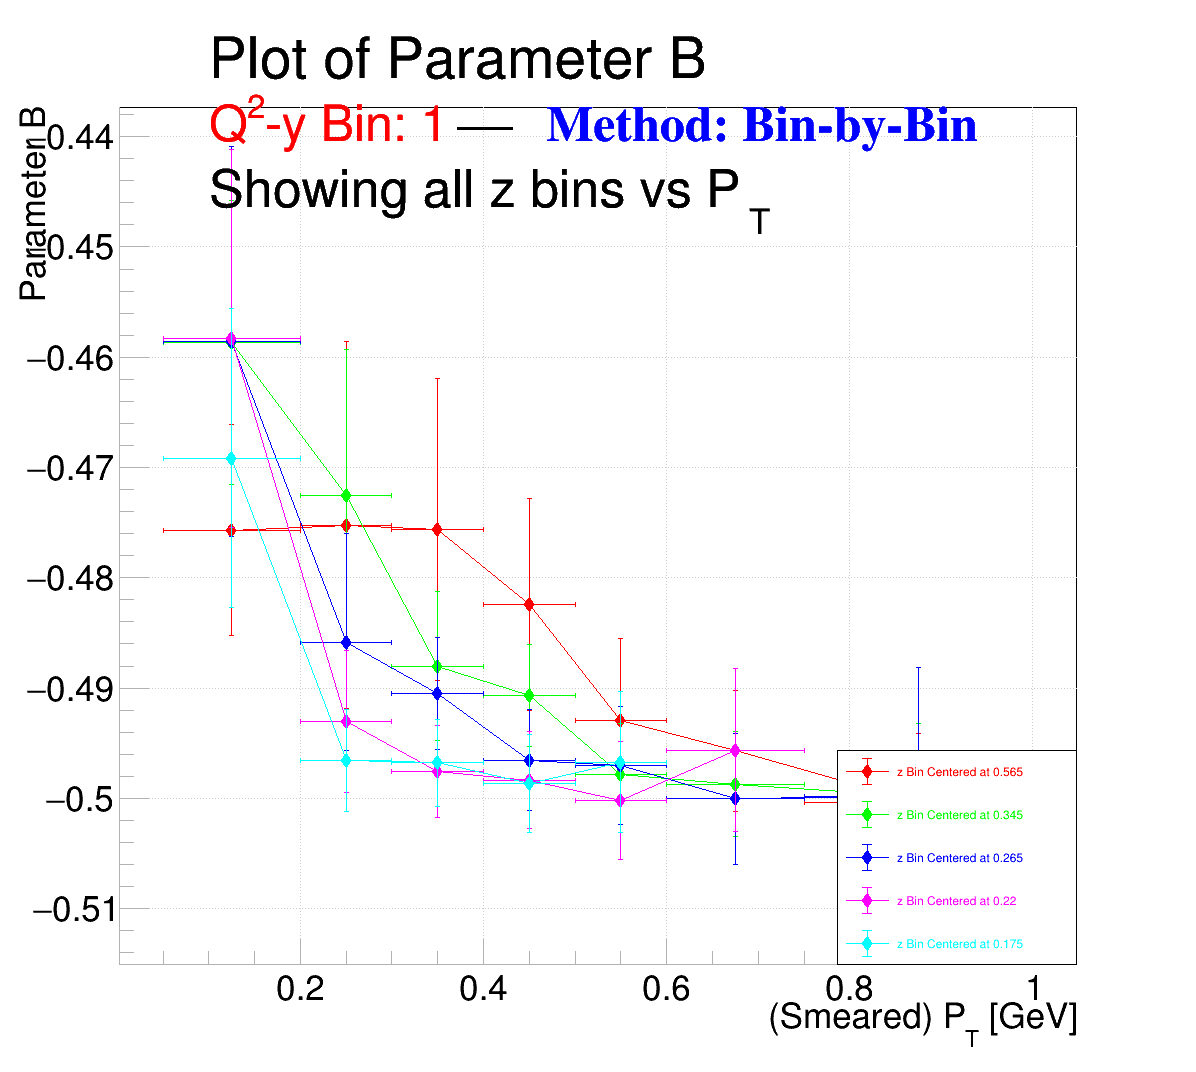 Plot of Parameter B
Q²-y Bin: 1 — Method: Bin-by-Bin
Showing all z bins vs P_T
Parameter B
−0.44
−0.45
−0.46
−0.47
−0.48
−0.49
−0.5
−0.51
z Bin Centered at 0.565
z Bin Centered at 0.345
z Bin Centered at 0.265
z Bin Centered at 0.22
z Bin Centered at 0.175
0.2 0.4 0.6 0.8 1
(Smeared) P_T [GeV]